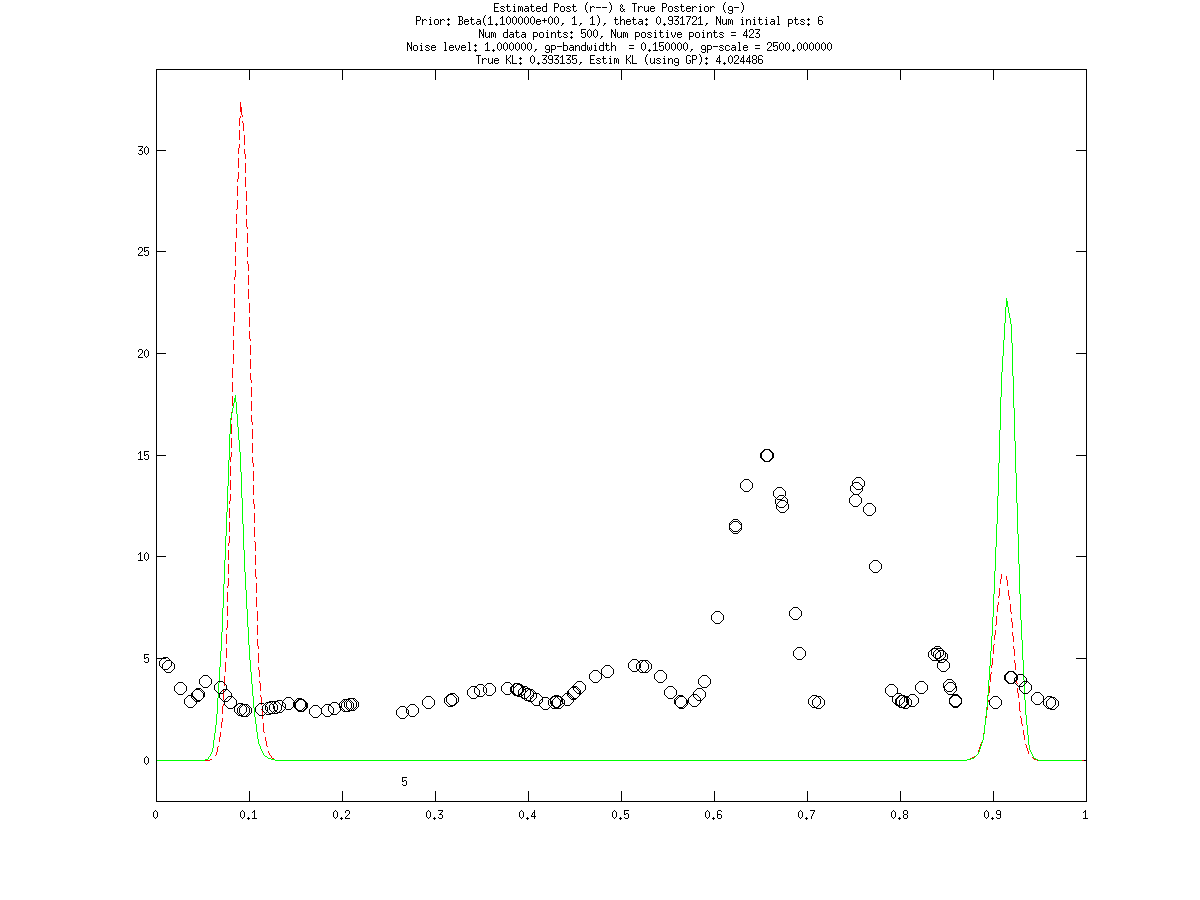 Estimated Post (r--) & True Posterior (g-)
Prior: Beta(1.100000e+00, 1, 1), theta: 0.931721, Num initial pts: 6
Num data points: 500, Num positive points = 423
Noise level: 1.000000, gp-bandwidth  = 0.150000, gp-scale = 2500.000000
True KL: 0.393135, Estim KL (using GP): 4.024486
30
25
20
15
10
5
0
5
0 0.1 0.2 0.3 0.4 0.5 0.6 0.7 0.8 0.9 1